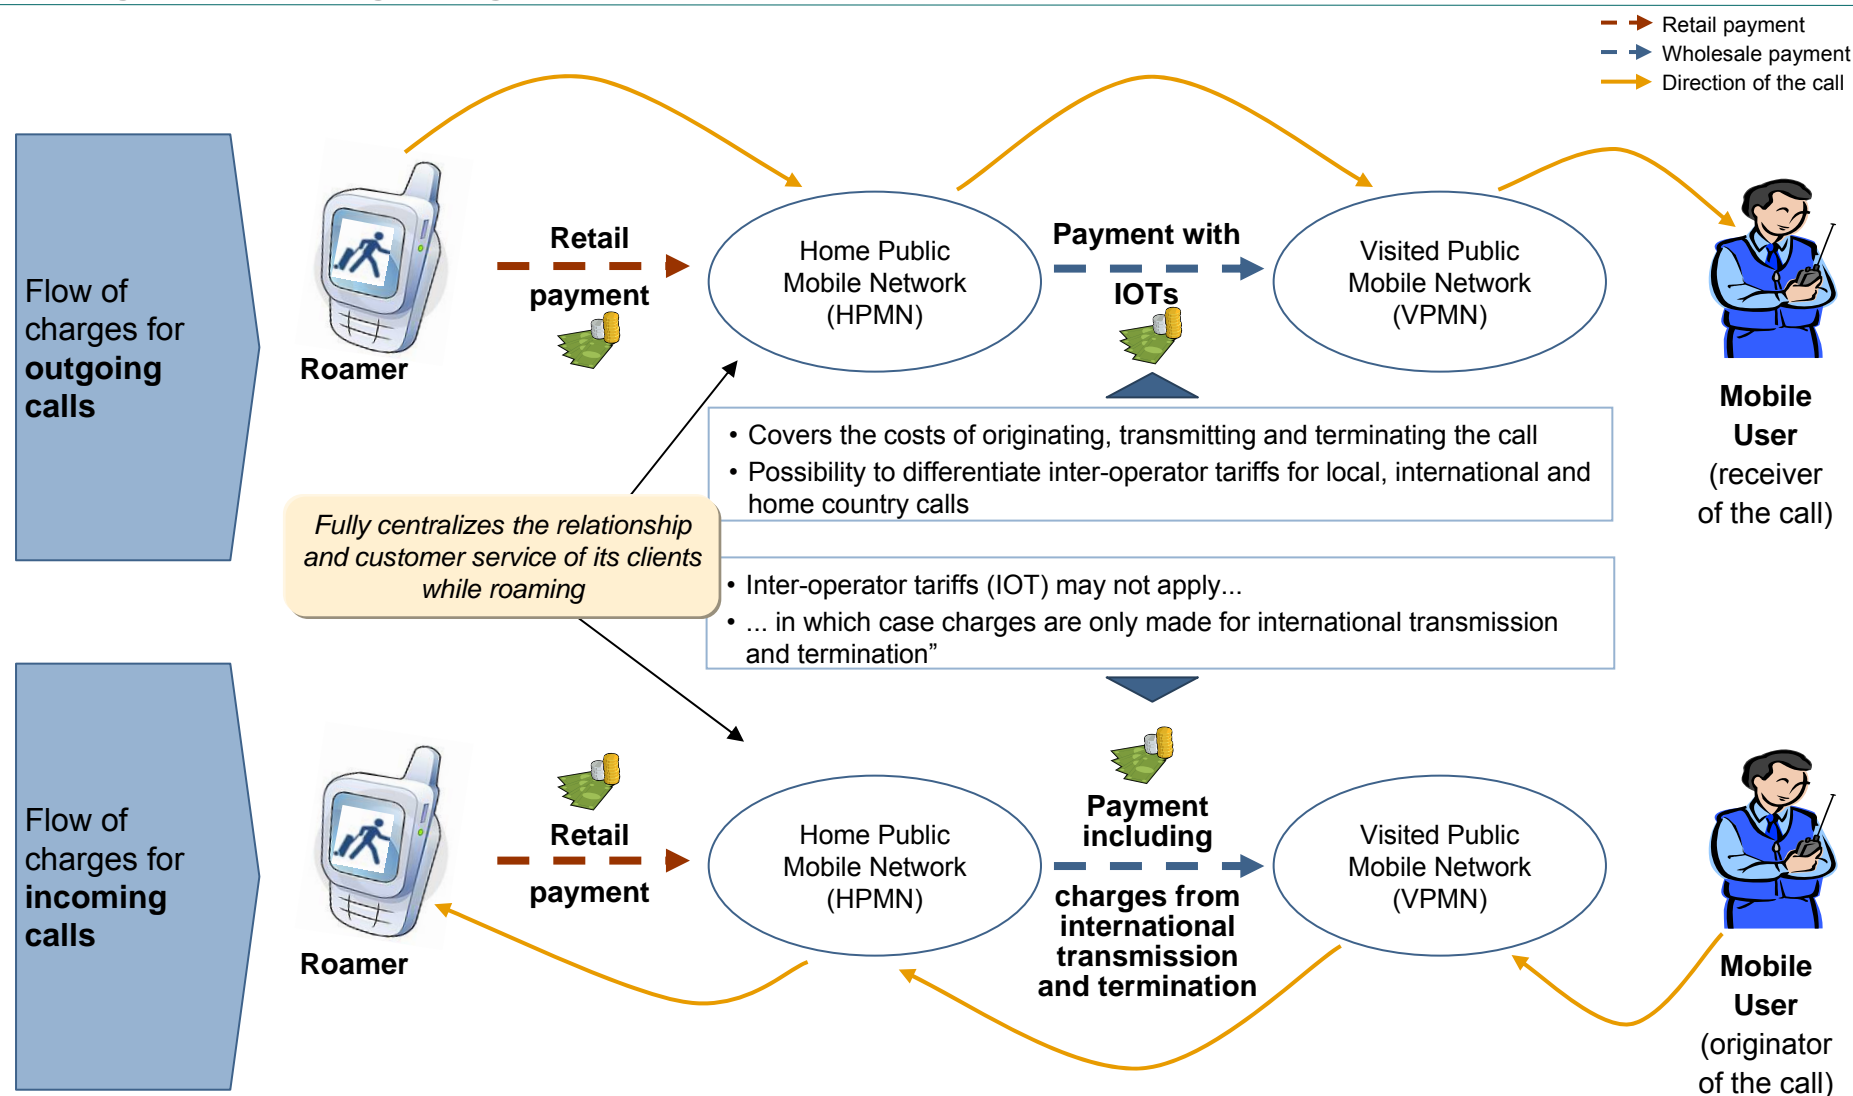 Retail payment
Wholesale payment
Direction of the call
Flow of
charges for
outgoing
calls
Roamer
Retail
payment
Home Public
Mobile Network
(HPMN)
Payment with
IOTs
Visited Public
Mobile Network
(VPMN)
Mobile
User
(receiver
of the call)
• Covers the costs of originating, transmitting and terminating the call
• Possibility to differentiate inter-operator tariffs for local, international and
home country calls
Fully centralizes the relationship
and customer service of its clients
while roaming
• Inter-operator tariffs (IOT) may not apply...
• ... in which case charges are only made for international transmission
and termination”
Flow of
charges for
incoming
calls
Roamer
Retail
payment
Home Public
Mobile Network
(HPMN)
Payment
including
charges from
international
transmission
and termination
Visited Public
Mobile Network
(VPMN)
Mobile
User
(originator
of the call)